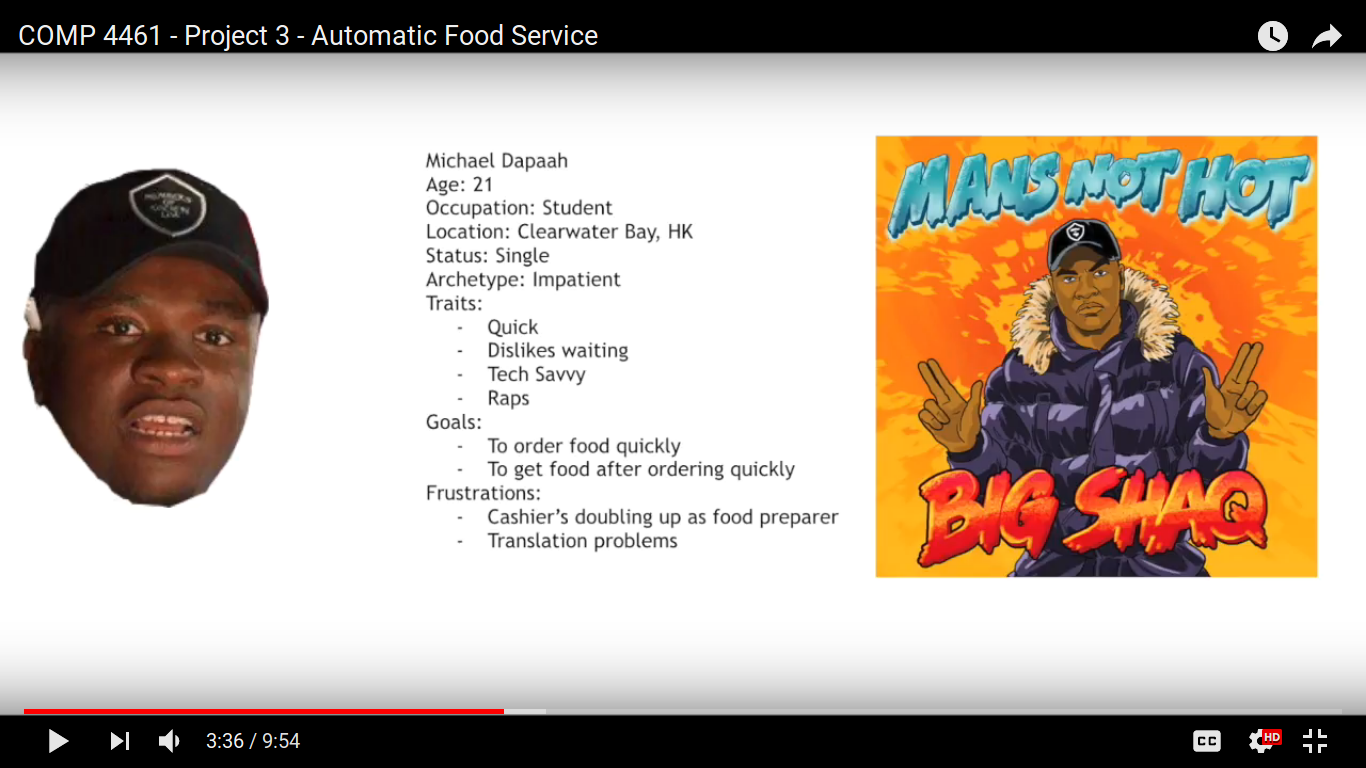 COMP 4461 - Project 3 - Automatic Food Service
Michael Dapaah
Age: 21
Occupation: Student
Location: Clearwater Bay, HK
Status: Single
Archetype: Impatient
Traits:
- Quick
- Dislikes waiting
- Tech Savvy
- Raps
Goals:
- To order food quickly
- To get food after ordering quickly
Frustrations:
- Cashier’s doubling up as food preparer
- Translation problems
MANS NOT HOT
BIG SHAQ
3:36 / 9:54
CC
HD